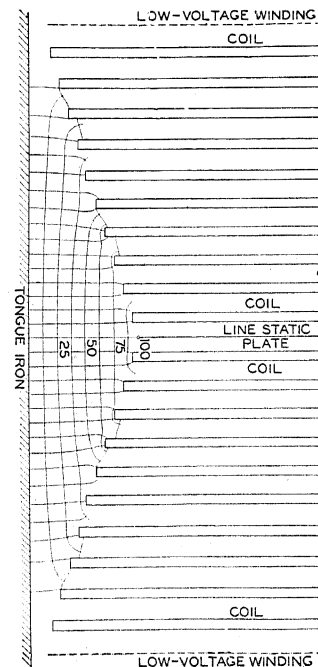 LOW-VOLTAGE WINDING
COIL
TONGUE IRON
25
50
75
100
COIL
LINE STATIC
PLATE
COIL
COIL
LOW-VOLTAGE WINDING